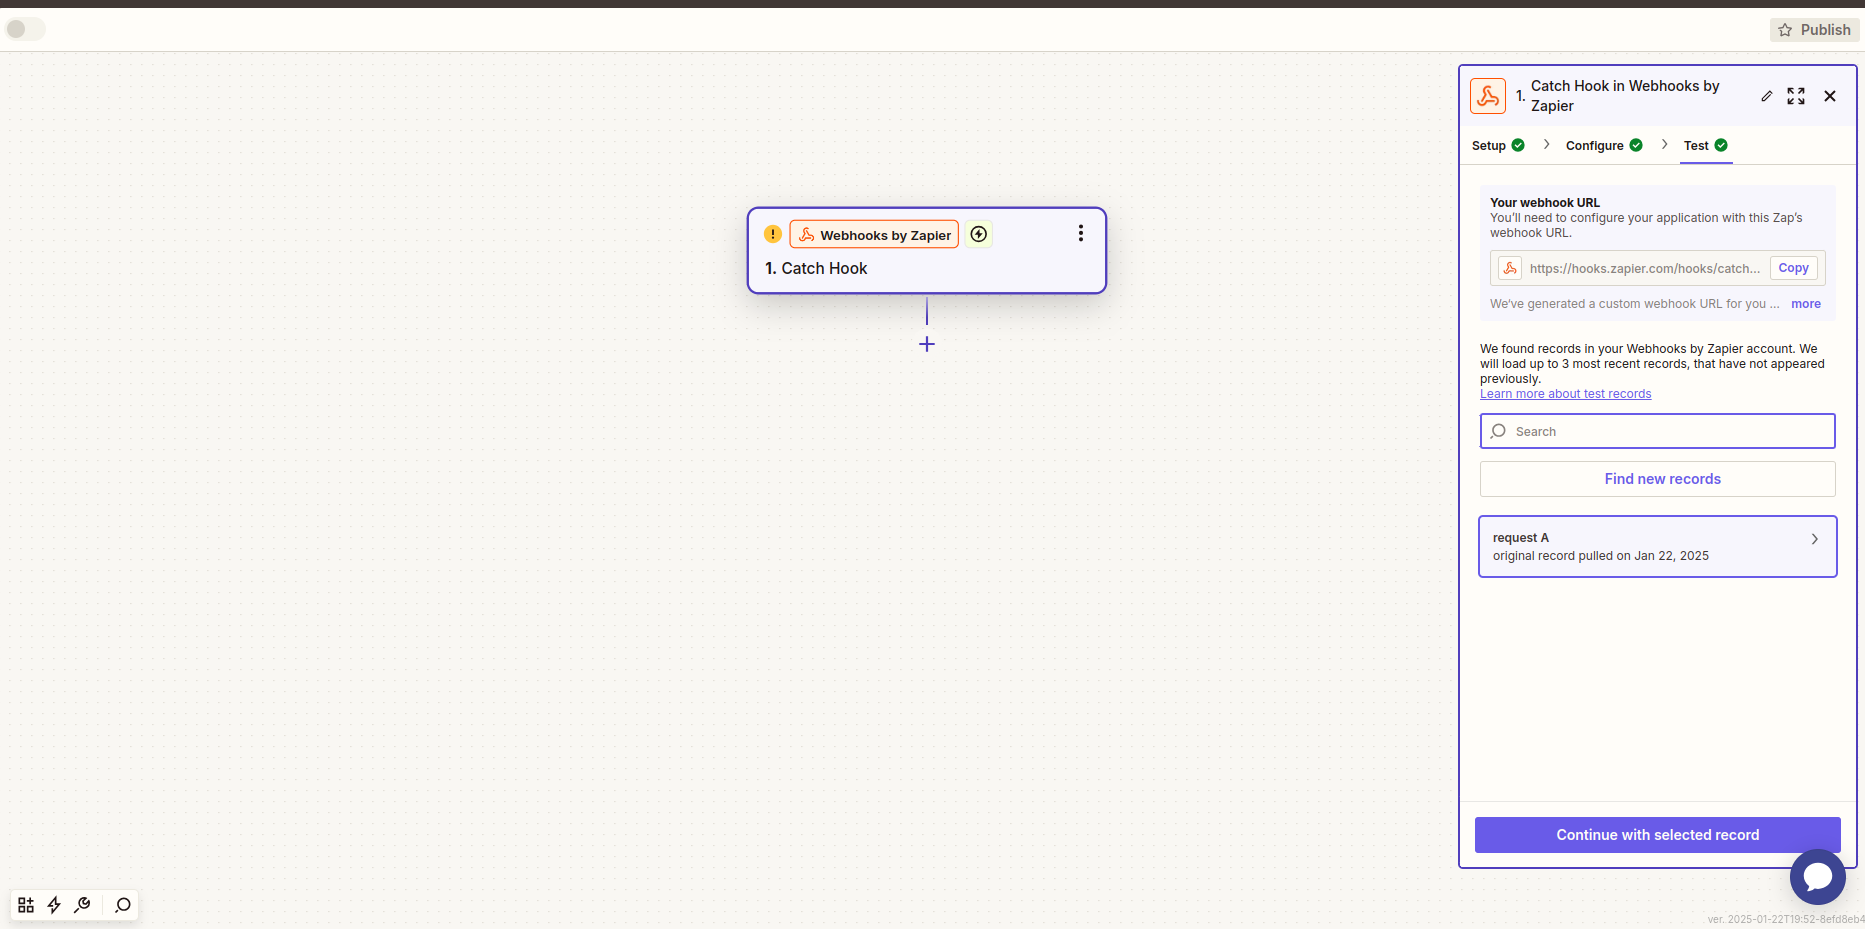 Publish
1. Catch Hook in Webhooks by
Zapier
Setup
Configure
Test
Your webhook URL
You'll need to configure your application with this Zap's
webhook URL.
https://hooks.zapier.com/hooks/catch...
Copy
We've generated a custom webhook URL for you ...
more
We found records in your Webhooks by Zapier account. We
will load up to 3 most recent records, that have not appeared
previously.
Learn more about test records
Search
Find new records
request A
original record pulled on Jan 22, 2025
Continue with selected record
Webhooks by Zapier
1. Catch Hook
ver. 2025-01-22T19:52-8efd8eb4